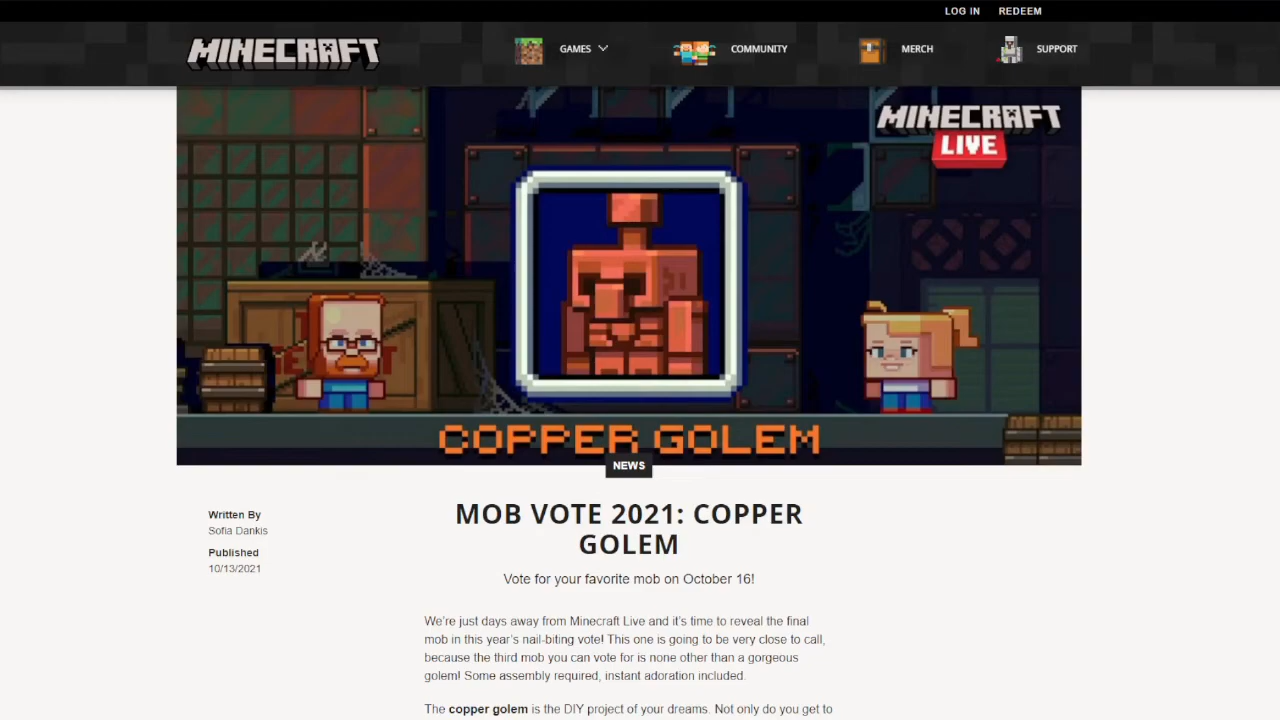 LOG IN REDEEM
MINECRAFT GAMES COMMUNITY MERCH SUPPORT
MINECRAFT
LIVE
COPPER GOLEM
NEWS
Written By
Sofia Dankis
Published
10/13/2021
MOB VOTE 2021: COPPER
GOLEM
Vote for your favorite mob on October 16!
We're just days away from Minecraft Live and it's time to reveal the final
mob in this year's nail-biting vote! This one is going to be very close to call,
because the third mob you can vote for is none other than a gorgeous
golem! Some assembly required, instant adoration included.
The copper golem is the DIY project of your dreams. Not only do you get to